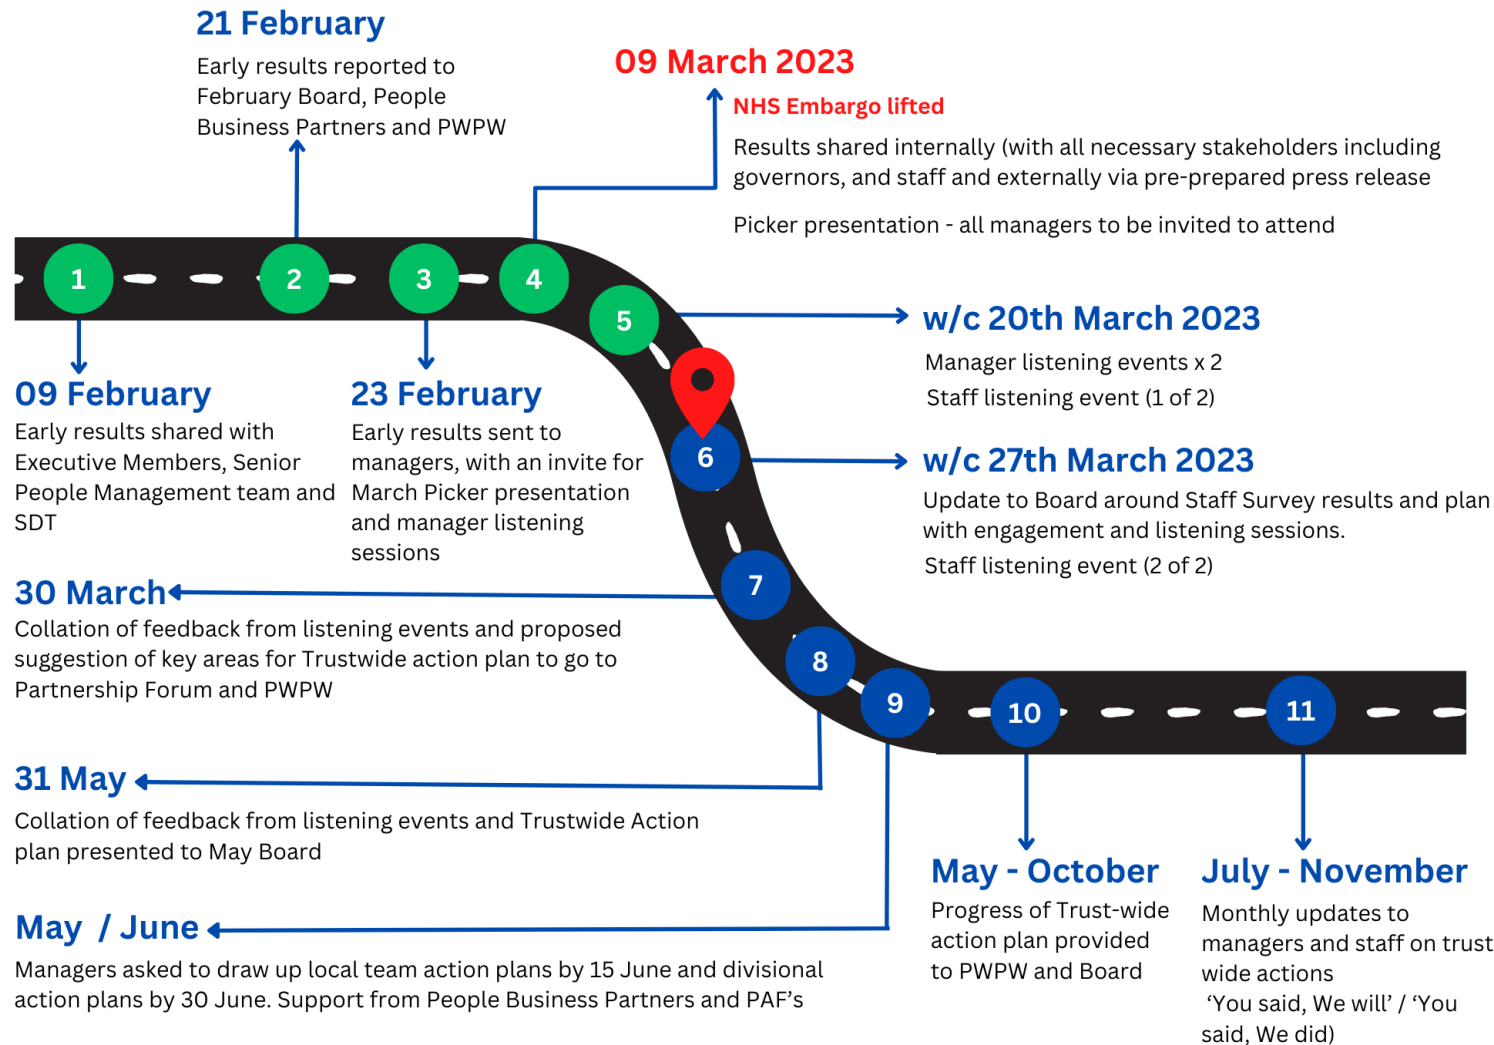 21 February
Early results reported to
February Board, People
Business Partners and PWPW
09 March 2023
NHS Embargo lifted
Results shared internally (with all necessary stakeholders including
governors, and staff and externally via pre-prepared press release
Picker presentation - all managers to be invited to attend
1
2
3
4
5
6
7
8
9
10
11
09 February
Early results shared with
Executive Members, Senior
People Management team and
SDT
23 February
Early results sent to
managers, with an invite for
March Picker presentation
and manager listening
sessions
w/c 20th March 2023
Manager listening events x 2
Staff listening event (1 of 2)
w/c 27th March 2023
Update to Board around Staff Survey results and plan
with engagement and listening sessions.
Staff listening event (2 of 2)
30 March
Collation of feedback from listening events and proposed
suggestion of key areas for Trustwide action plan to go to
Partnership Forum and PWPW
31 May
Collation of feedback from listening events and Trustwide Action
plan presented to May Board
May / June
Managers asked to draw up local team action plans by 15 June and divisional
action plans by 30 June. Support from People Business Partners and PAF's
May - October
Progress of Trust-wide
action plan provided
to PWPW and Board
July - November
Monthly updates to
managers and staff on trust
wide actions
‘You said, We will’ / ‘You
said, We did)